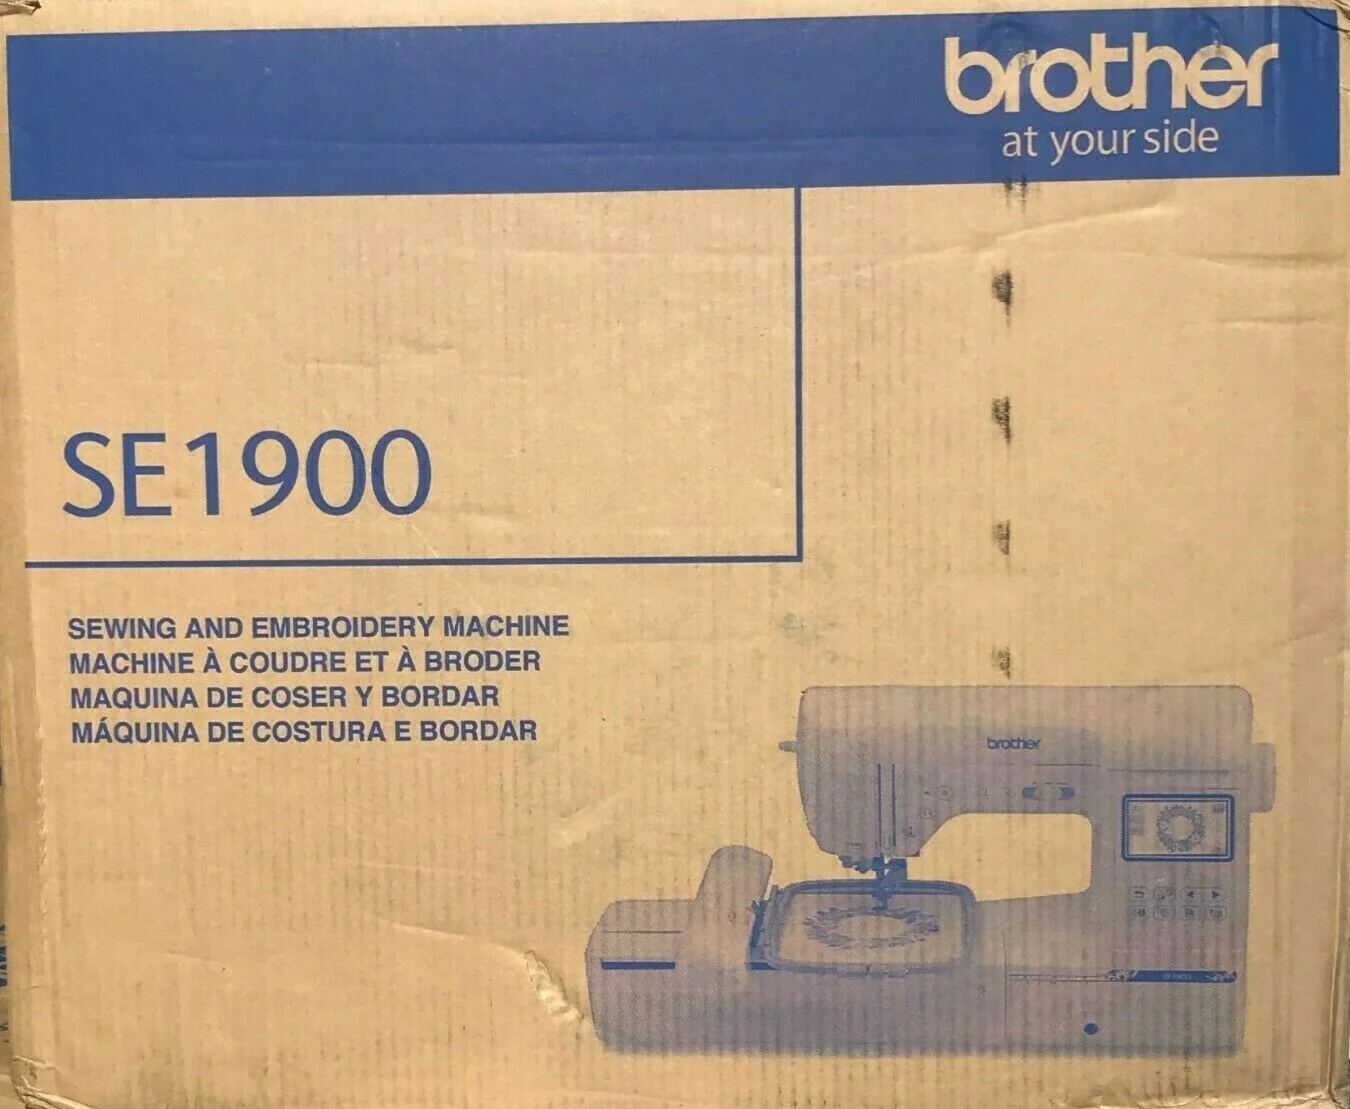 brother
at your side
SE1900
SEWING AND EMBROIDERY MACHINE
MACHINE À COUDRE ET À BRODER
MAQUINA DE COSER Y BORDAR
MÁQUINA DE COSTURA E BORDAR
brother